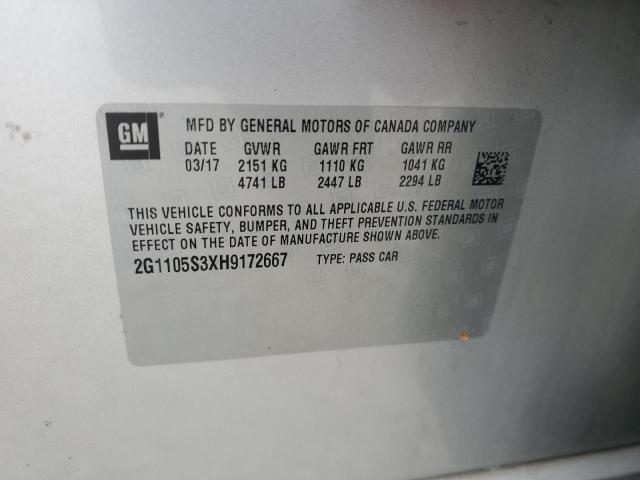 GM
MFD BY GENERAL MOTORS OF CANADA COMPANY
DATE GVWR GAWR FRT GAWR RR
03/17 2151 KG 1110 KG 1041 KG
4741 LB 2447 LB 2294 LB
THIS VEHICLE CONFORMS TO ALL APPLICABLE U.S. FEDERAL MOTOR
VEHICLE SAFETY, BUMPER, AND THEFT PREVENTION STANDARDS IN
EFFECT ON THE DATE OF MANUFACTURE SHOWN ABOVE.
2G1105S3XH9172667 TYPE: PASS CAR